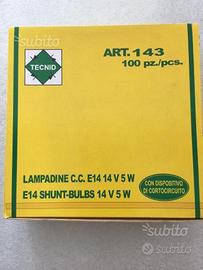 subito
TECNID
ART. 143
100 pz./pcs.
LAMPADINE C.C. E14 14 V 5 W
E14 SHUNT-BULBS 14 V 5 W
CON DISPOSITIVO
DI CORTOCIRCUITO
subito